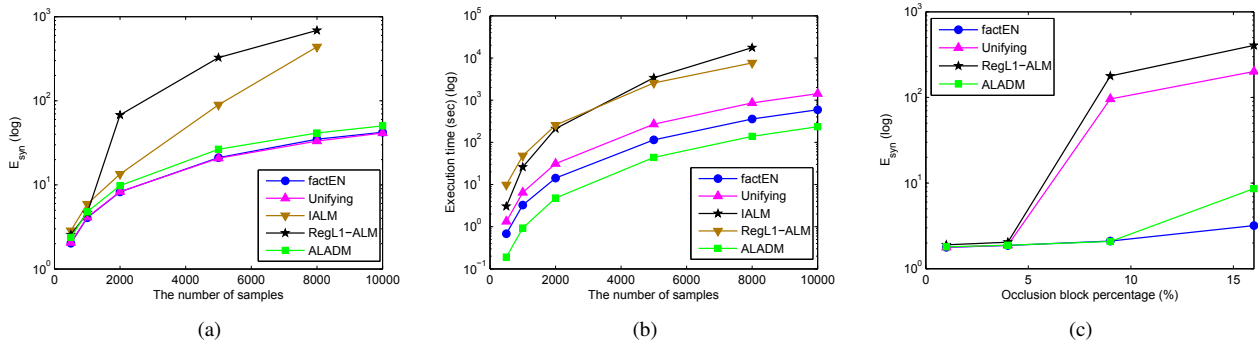 10^3
10^2
10^1
10^0
E_syn (log)
0
2000
4000
6000
8000
10000
The number of samples
factEN
Unifying
IALM
RegL1−ALM
ALADM
(a)
10^5
10^4
10^3
10^2
10^1
10^0
10^−1
Execution time (sec) (log)
0
2000
4000
6000
8000
10000
The number of samples
factEN
Unifying
IALM
RegL1−ALM
ALADM
(b)
10^3
10^2
10^1
10^0
E_syn (log)
0
5
10
15
Occlusion block percentage (%)
factEN
Unifying
RegL1−ALM
ALADM
(c)